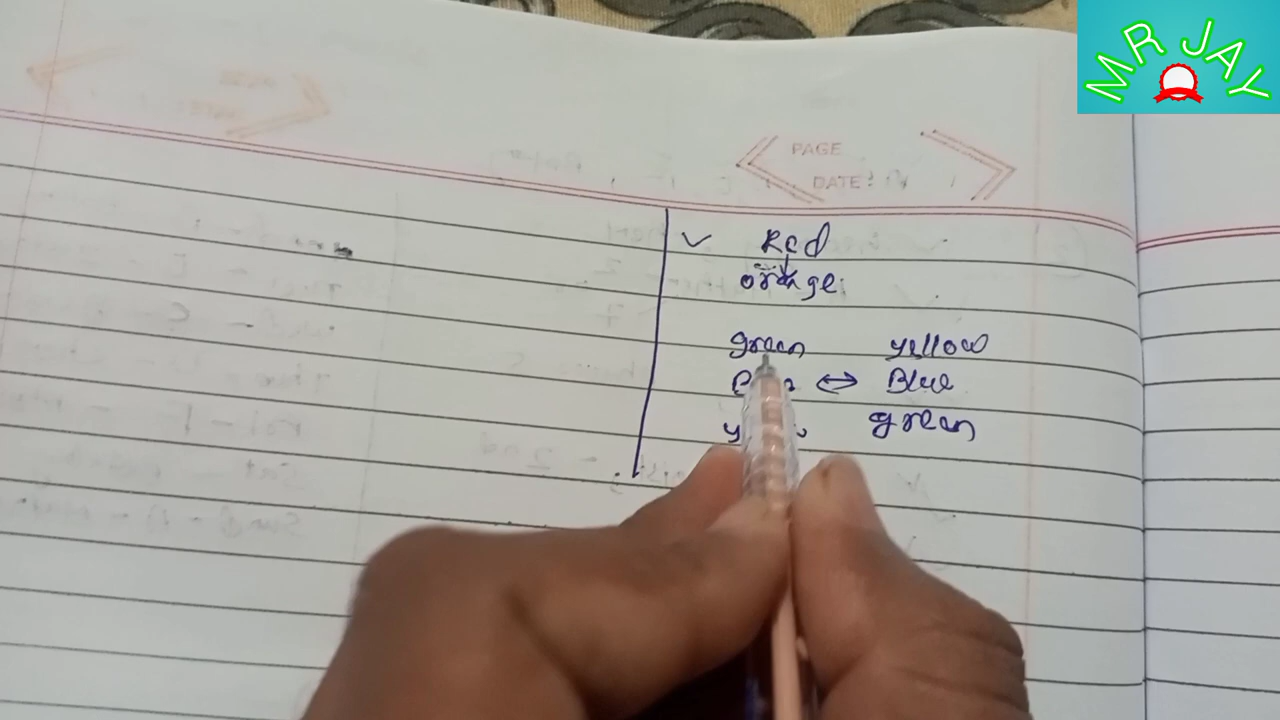 MR JAY
PAGE
DATE:
✓ Red
orange
green yellow
↔ Blue
green